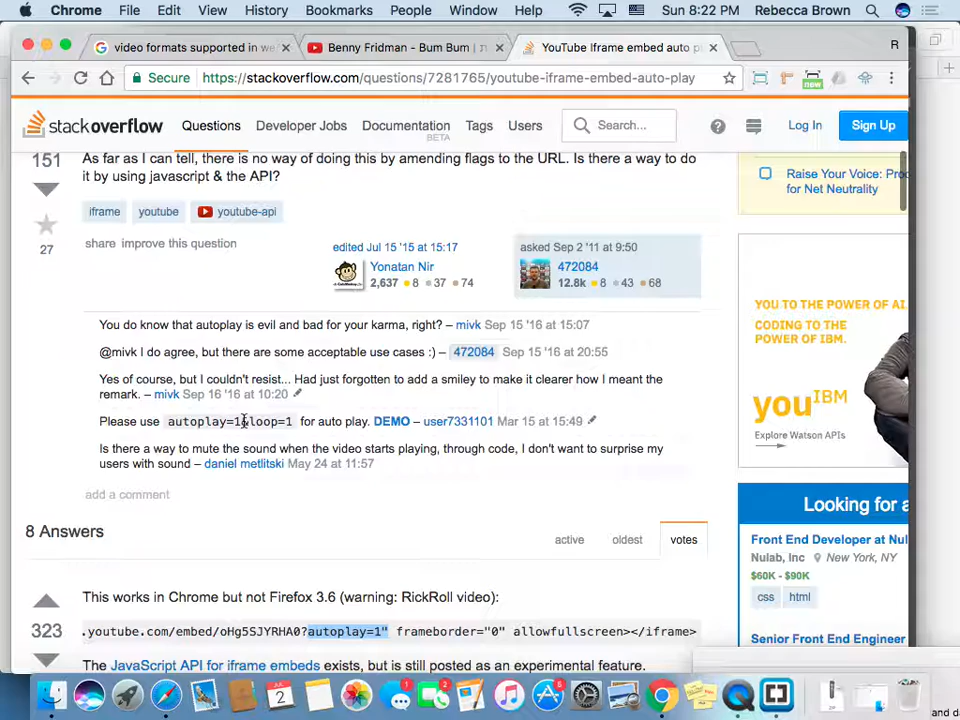 Chrome File Edit View History Bookmarks People Window Help Sun 8:22 PM Rebecca Brown
video formats supported in we
Benny Fridman - Bum Bum |
YouTube iframe embed auto p
R
Secure https://stackoverflow.com/questions/7281765/youtube-iframe-embed-auto-play
new
stackoverflow Questions Developer Jobs Documentation Tags Users Search... Log In Sign Up
BETA
151
As far as I can tell, there is no way of doing this by amending flags to the URL. Is there a way to do
it by using javascript & the API?
27
iframe youtube youtube-api
share improve this question
edited Jul 15 '15 at 15:17
Yonatan Nir
2,637 8 37 74
asked Sep 2 '11 at 9:50
472084
12.8k 8 43 68
You do know that autoplay is evil and bad for your karma, right? – mivk Sep 15 '16 at 15:07
@mivk I do agree, but there are some acceptable use cases :) – 472084 Sep 15 '16 at 20:55
Yes of course, but I couldn't resist... Had just forgotten to add a smiley to make it clearer how I meant the
remark. – mivk Sep 16 '16 at 10:20
Please use autoplay=1&loop=1 for auto play. DEMO – user7331101 Mar 15 at 15:49
Is there a way to mute the sound when the video starts playing, through code, I don't want to surprise my
users with sound – daniel metlitski May 24 at 11:57
add a comment
8 Answers
active oldest votes
323
This works in Chrome but not Firefox 3.6 (warning: RickRoll video):
.youtube.com/embed/oHg5SJYRHA0?autoplay=1" frameborder="0" allowfullscreen></iframe>
The JavaScript API for iframe embeds exists, but is still posted as an experimental feature.
Raise Your Voice: Pro
for Net Neutrality
YOU TO THE POWER OF AI.
CODING TO THE
POWER OF IBM.
you IBM
Explore Watson APIs
Looking for a
Front End Developer at Nul
Nulab, Inc New York, NY
$60K - $90K
css html
Senior Front End Engineer
JUL
2
1
5
and d